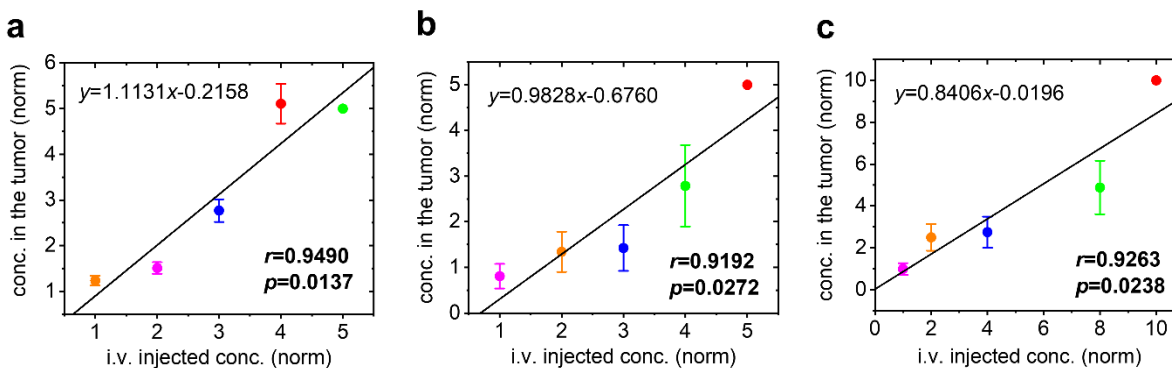 a
conc. in the tumor (norm)
6
5
4
3
2
1
y=1.1131x-0.2158
r=0.9490
p=0.0137
1 2 3 4 5
i.v. injected conc. (norm)
b
conc. in the tumor (norm)
5
4
3
2
1
0
y=0.9828x-0.6760
r=0.9192
p=0.0272
1 2 3 4 5
i.v. injected conc. (norm)
c
conc. in the tumor (norm)
10
8
6
4
2
0
y=0.8406x-0.0196
r=0.9263
p=0.0238
0 2 4 6 8 10
i.v. injected conc. (norm)